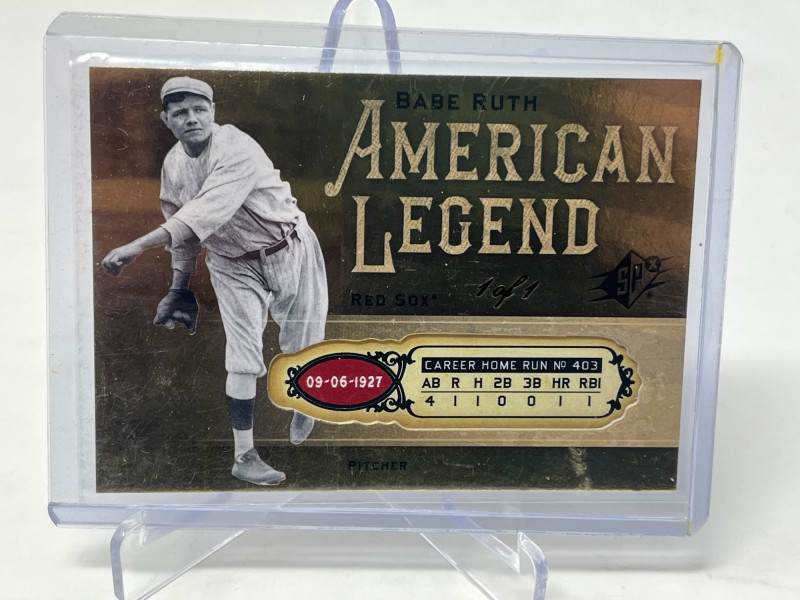 BABE RUTH
AMERICAN
LEGEND
RED SOX
1 of 1
SPx
09-06-1927
CAREER HOME RUN Nº 403
AB R H 2B 3B HR RBI
4 1 1 0 0 1 1
PITCHER